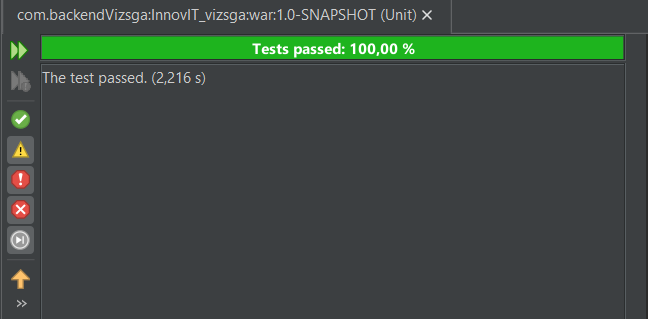 com.backendVizsga:InnovIT_vizsga:war:1.0-SNAPSHOT (Unit)
Tests passed: 100,00 %
The test passed. (2,216 s)